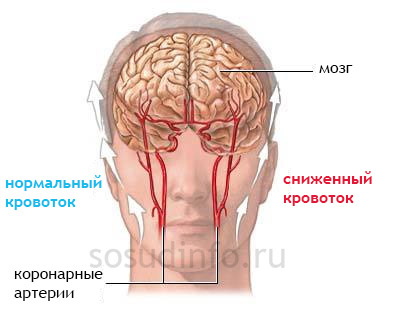 мозг
нормальный
кровоток
сниженный
кровоток
sosudinfo.ru
коронарные
артерии